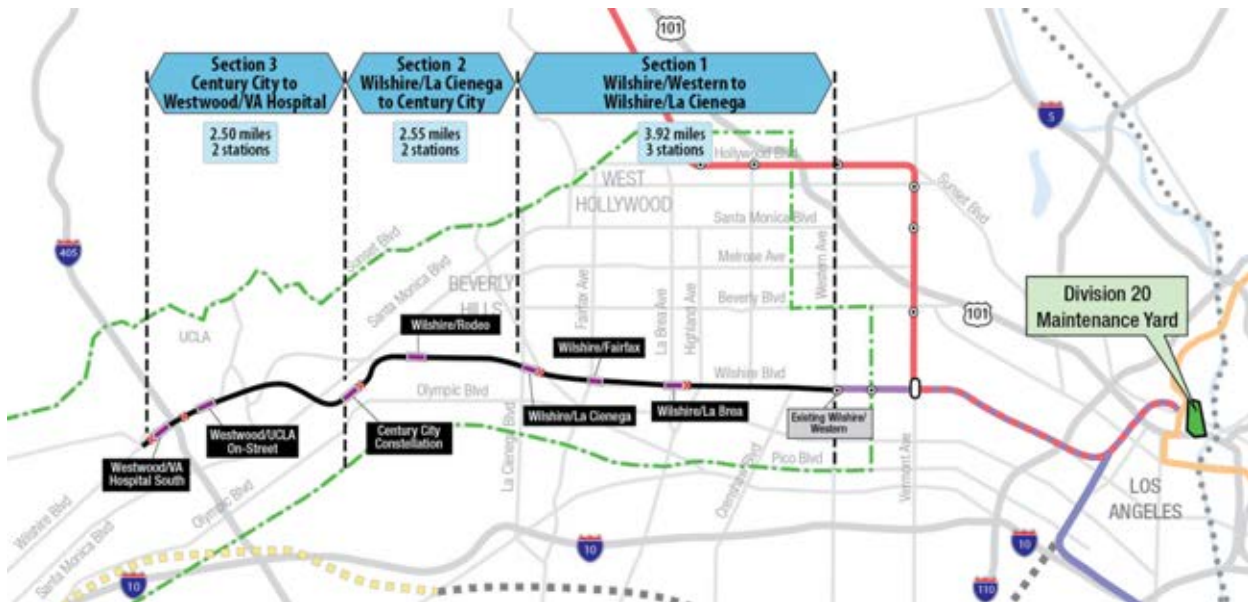 Section 3
Century City to
Westwood/VA Hospital
2.50 miles
2 stations
Section 2
Wilshire/La Cienega
to Century City
2.55 miles
2 stations
Section 1
Wilshire/Western to
Wilshire/La Cienega
3.92 miles
3 stations
101
5
Hollywood Blvd
WEST
HOLLYWOOD
Sunset Blvd
Santa Monica Blvd
Sunset Blvd
405
Santa Monica Blvd
Melrose Ave
Western Ave
BEVERLY
HILLS
Fairfax Ave
La Brea Ave
Highland Ave
Beverly Blvd
101
Division 20
Maintenance Yard
UCLA
Wilshire/Rodeo
Wilshire/Fairfax
Wilshire Blvd
Olympic Blvd
Wilshire/La Cienega
Wilshire/La Brea
Existing Wilshire/
Western
Westwood/UCLA
On-Street
Century City
Constellation
Westwood/VA
Hospital South
La Cienega Blvd
Crenshaw Blvd
Pico Blvd
Vermont Ave
LOS
ANGELES
Wilshire Blvd
Santa Monica Blvd
Olympic Blvd
10
10
10
110